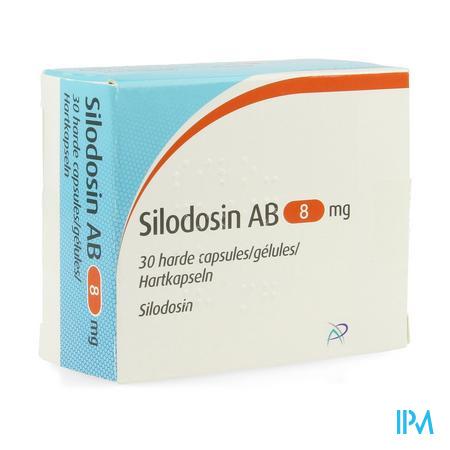 Silodosin AB 8 mg
30 harde capsules/gélules/
Hartkapseln
Silodosin AB 8 mg
30 harde capsules/gélules/
Hartkapseln
Silodosin
IPM